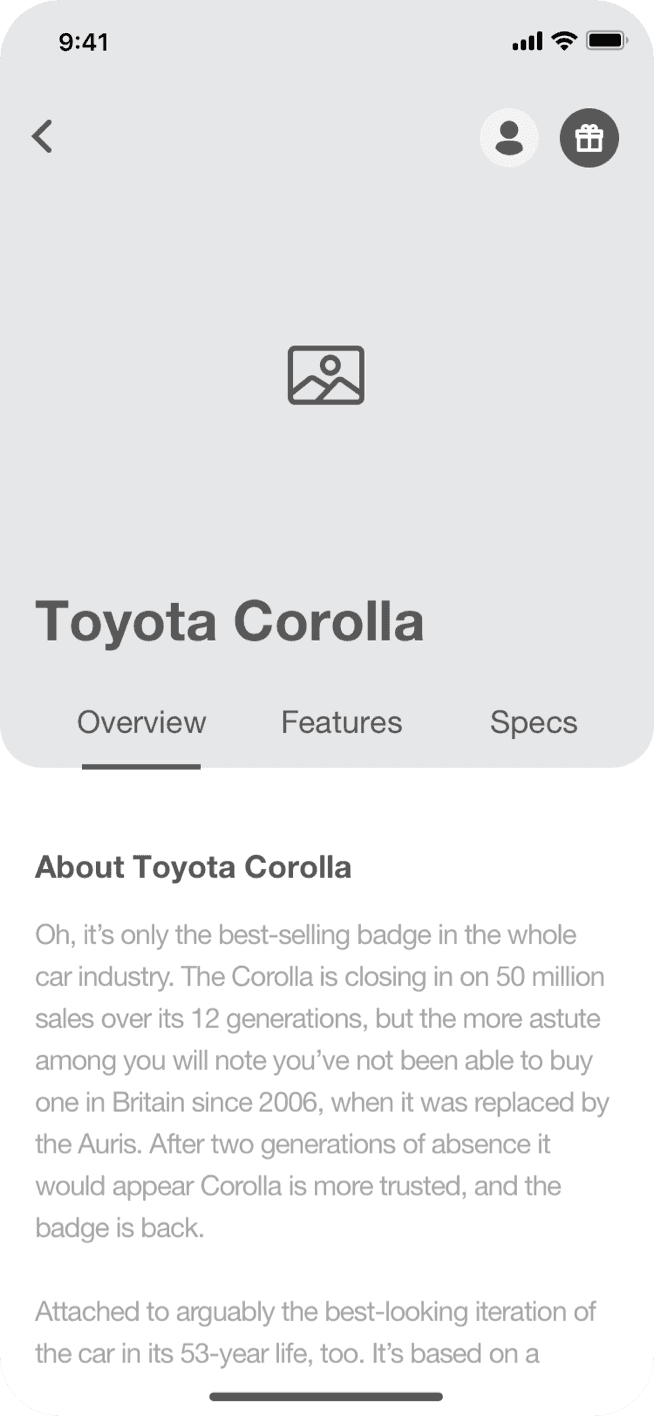 9:41
Toyota Corolla
Overview Features Specs
About Toyota Corolla
Oh, it’s only the best-selling badge in the whole
car industry. The Corolla is closing in on 50 million
sales over its 12 generations, but the more astute
among you will note you’ve not been able to buy
one in Britain since 2006, when it was replaced by
the Auris. After two generations of absence it
would appear Corolla is more trusted, and the
badge is back.
Attached to arguably the best-looking iteration of
the car in its 53-year life, too. It’s based on a